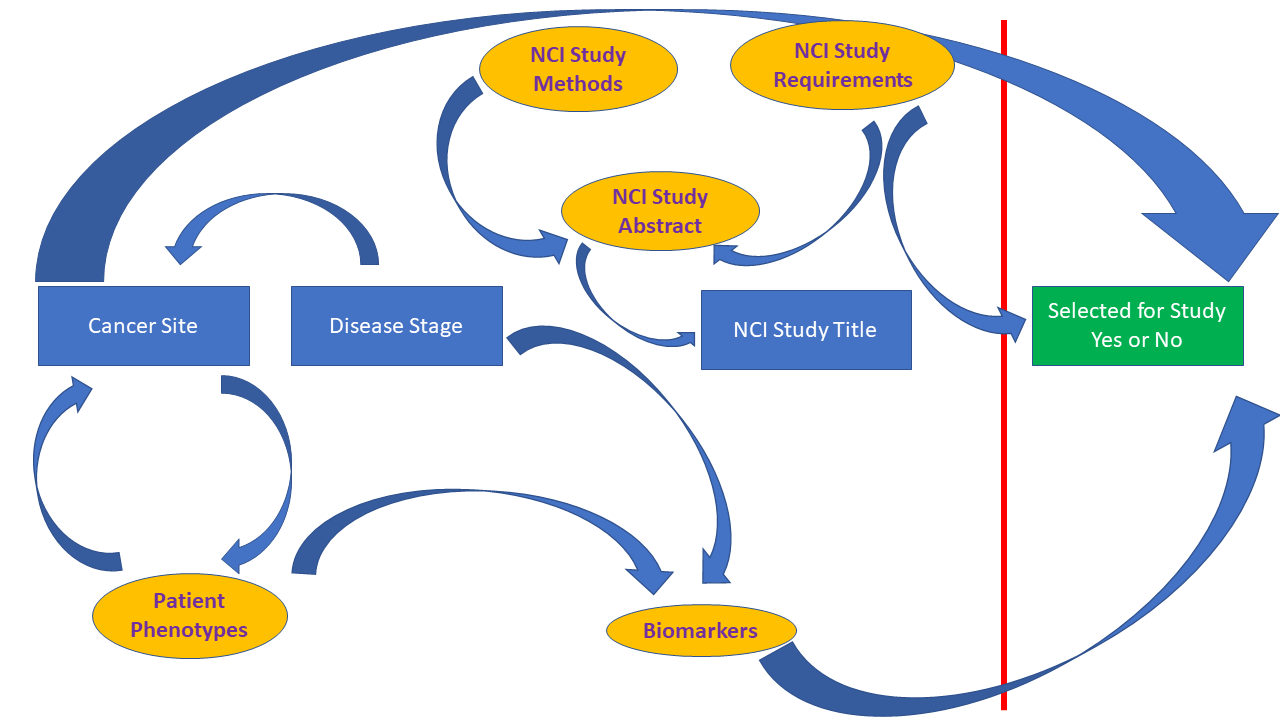 NCI Study
Methods
NCI Study
Requirements
NCI Study
Abstract
Cancer Site
Disease Stage
NCI Study Title
Selected for Study
Yes or No
Patient
Phenotypes
Biomarkers